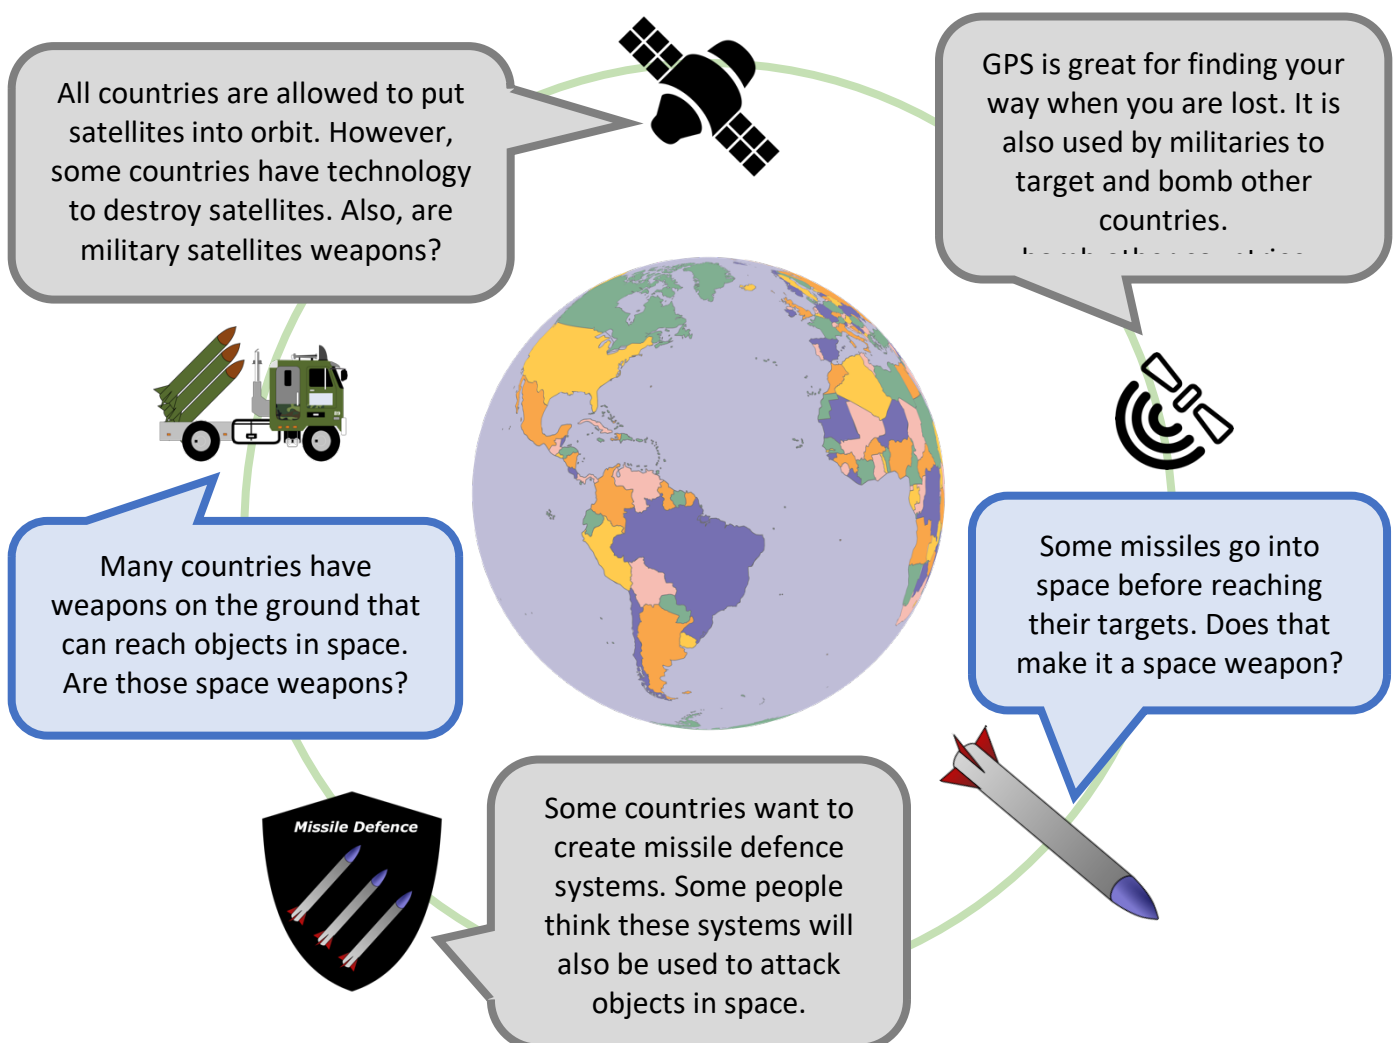 All countries are allowed to put
satellites into orbit. However,
some countries have technology
to destroy satellites. Also, are
military satellites weapons?
GPS is great for finding your
way when you are lost. It is
also used by militaries to
target and bomb other
countries.
bomb other countries
Many countries have
weapons on the ground that
can reach objects in space.
Are those space weapons?
Some missiles go into
space before reaching
their targets. Does that
make it a space weapon?
Missile Defence
Some countries want to
create missile defence
systems. Some people
think these systems will
also be used to attack
objects in space.